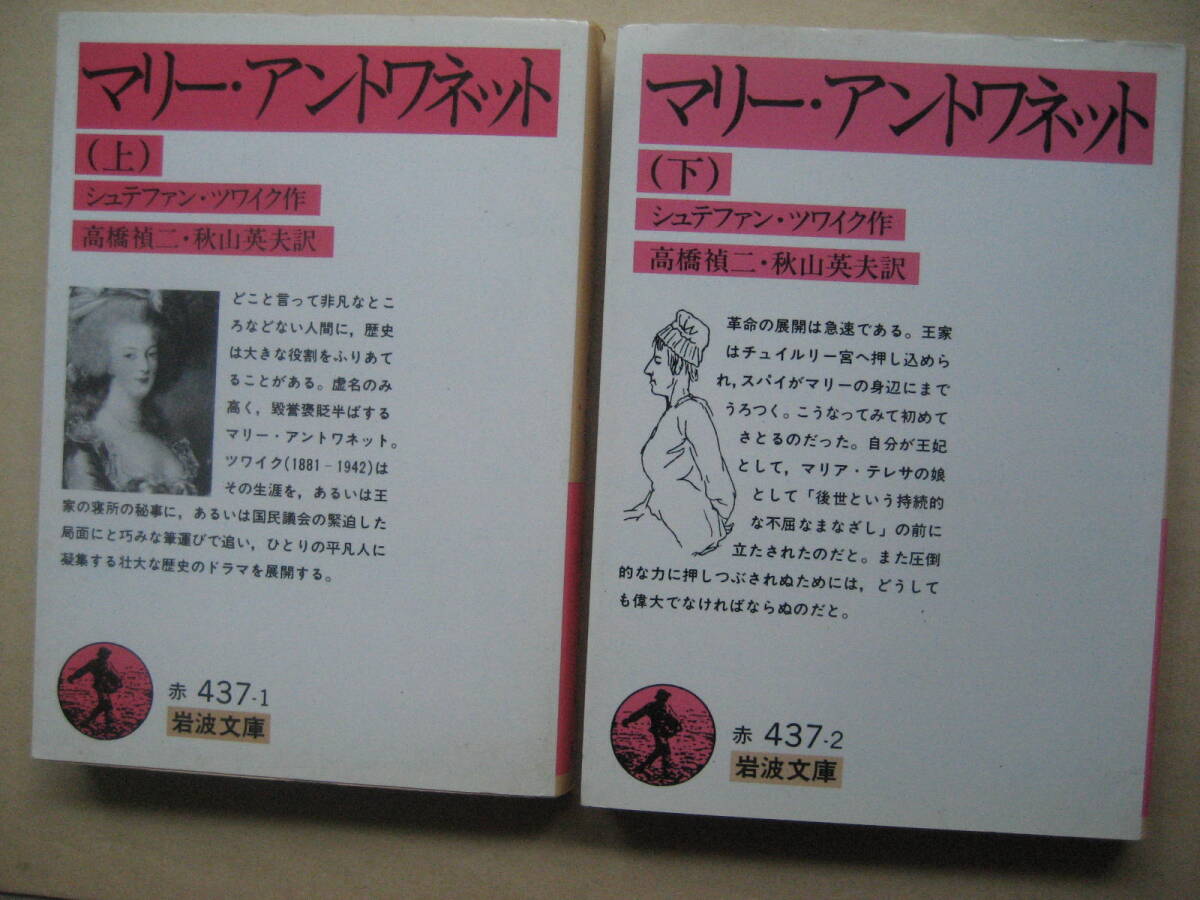 マリー・アントワネット
(上)
シュテファン・ツワイク作
高橋禎二・秋山英夫訳
どこと言って非凡なとこ
ろなどない人間に，歴史
は大きな役割をふりあて
ることがある。虚名のみ
高く，毀誉褒貶半ばする
マリー・アントワネット。
ツワイク(1881－1942)は
その生涯を，あるいは王
家の寝所の秘事に，あるいは国民議会の緊迫した
局面にと巧みな筆運びで追い，ひとりの平凡人に
凝集する壮大な歴史のドラマを展開する。
赤 437-1
岩波文庫
マリー・アントワネット
(下)
シュテファン・ツワイク作
高橋禎二・秋山英夫訳
革命の展開は急速である。王家
はチュイルリー宮へ押し込めら
れ，スパイがマリーの身辺にまで
うろつく。こうなってみて初めて
さとるのだった。自分が王妃
として，マリア・テレサの娘
として「後世という持続的
な不屈なまなざし」の前に
立たされたのだと。また圧倒
的な力に押しつぶされぬためには，どうして
も偉大でなければならぬのだと。
赤 437-2
岩波文庫